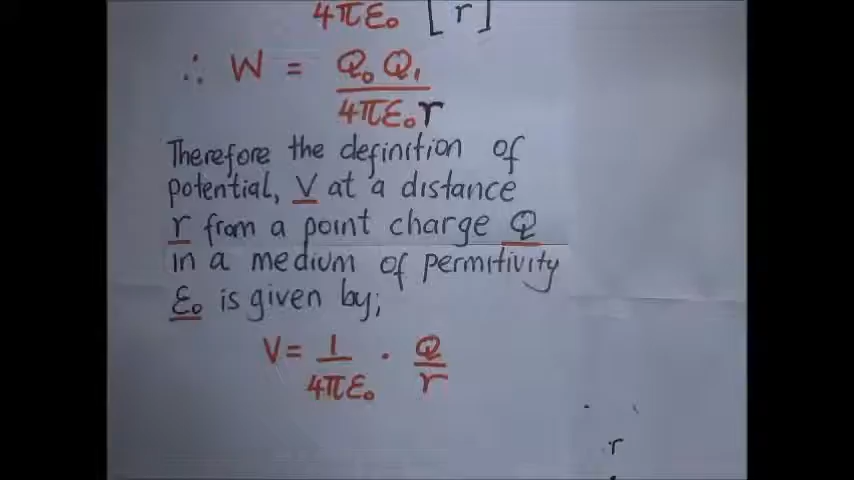 4πε₀ [r]
∴ W = Q₀Q₁ / 4πε₀r
Therefore the definition of
potential, V at a distance
r from a point charge Q
in a medium of permitivity
ε₀ is given by;
V = 1/4πε₀ · Q/r
r